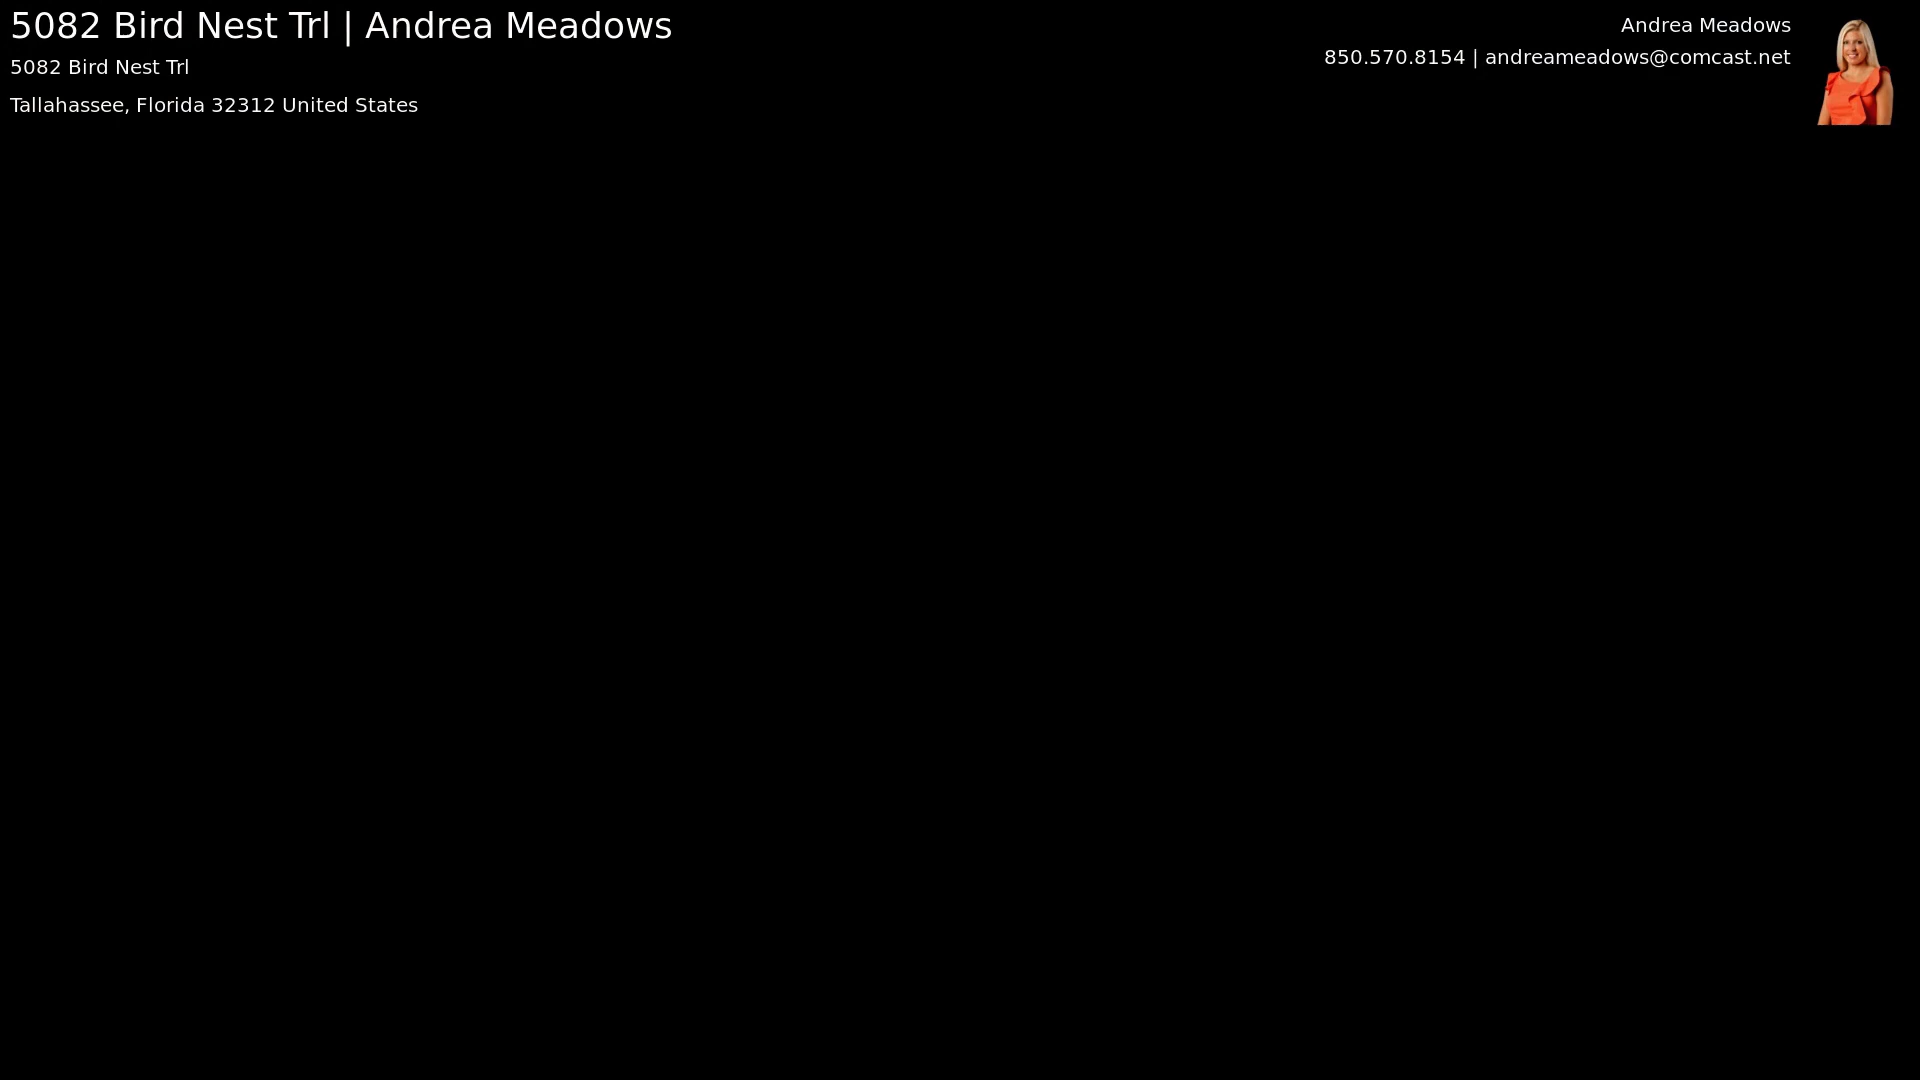 5082 Bird Nest Trl | Andrea Meadows
5082 Bird Nest Trl
Tallahassee, Florida 32312 United States
Andrea Meadows
850.570.8154 | andreameadows@comcast.net